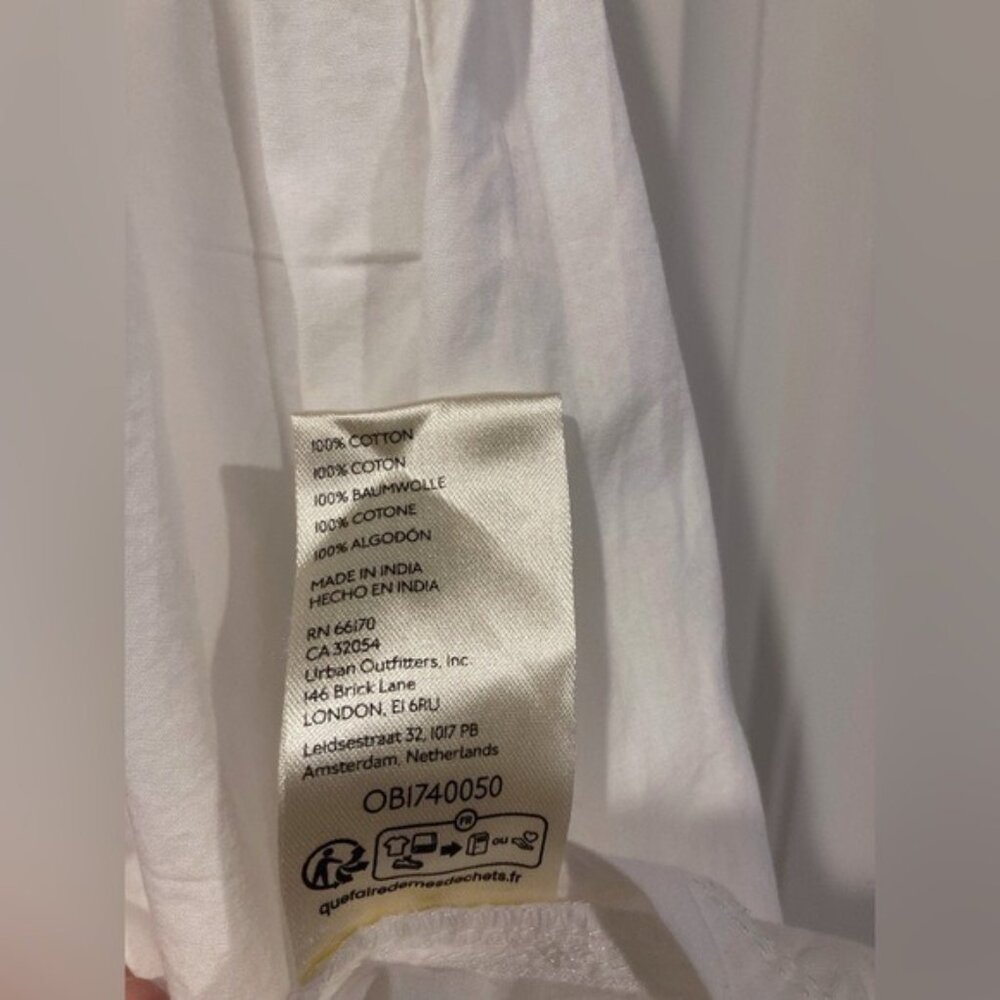 100% COTTON
100% COTON
100% BAUMWOLLE
100% COTONE
100% ALGODÓN
MADE IN INDIA
HECHO EN INDIA
RN 66170
CA 32054
Urban Outfitters, Inc.
146 Brick Lane
LONDON, E1 6RU
Leidsestraat 32, 1017 PB
Amsterdam, Netherlands
OB1740050
FR
ou
quefairedemesdechets.fr